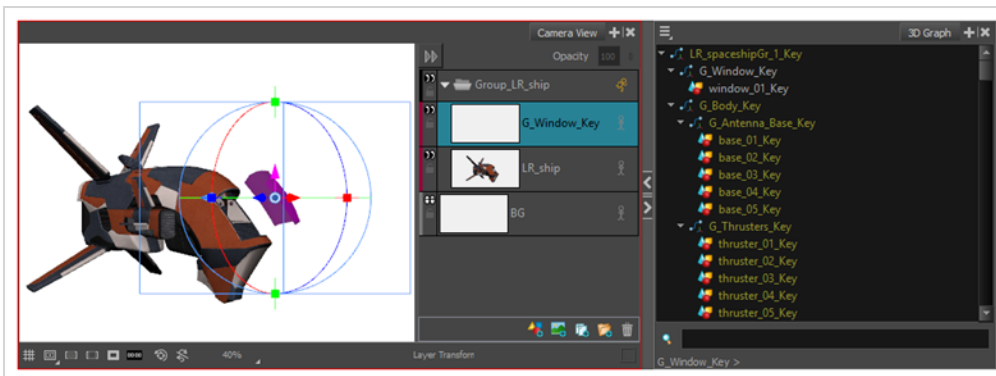 Camera View
Opacity 100
Group_LR_ship
G_Window_Key
LR_ship
BG
40%
Layer Transform
3D Graph
LR_spaceshipGr_1_Key
G_Window_Key
window_01_Key
G_Body_Key
G_Antenna_Base_Key
base_01_Key
base_02_Key
base_03_Key
base_04_Key
base_05_Key
G_Thrusters_Key
thruster_01_Key
thruster_02_Key
thruster_03_Key
thruster_04_Key
thruster_05_Key
G_Window_Key >